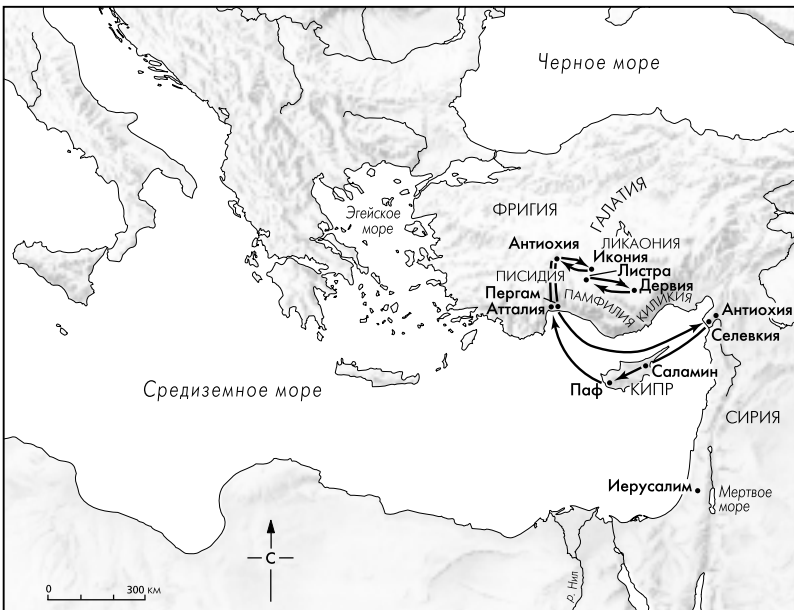 Черное море
Эгейское
море
ФРИГИЯ
ГАЛАТИЯ
Антиохия
ЛИКАОНИЯ
Икония
Листра
ПИСИДИЯ
Дервия
Пергам
ПАМФИЛИЯ
КИЛИКИЯ
Атталия
Антиохия
Селевкия
Средиземное море
Саламин
Паф
КИПР
СИРИЯ
Иерусалим
Мертвое
море
С
р. Нил
0 300 км